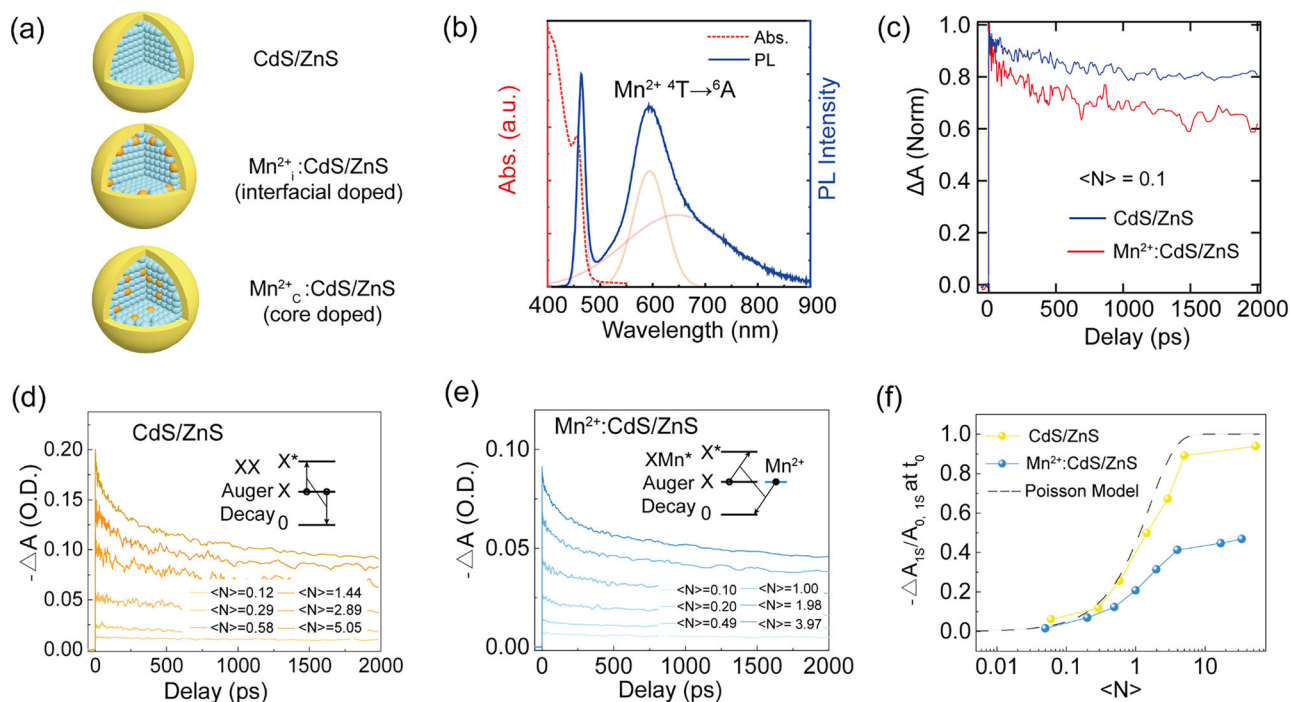 (a)
CdS/ZnS
Mn²⁺ᵢ:CdS/ZnS
(interfacial doped)
Mn²⁺C:CdS/ZnS
(core doped)
(b)
Abs.
PL
Mn²⁺ ⁴T→⁶A
Abs. (a.u.)
PL Intensity
400 500 600 700 800 900
Wavelength (nm)
(c)
1.0
0.8
0.6
0.4
0.2
0.0
ΔA (Norm)
<N> = 0.1
CdS/ZnS
Mn²⁺:CdS/ZnS
0 500 1000 1500 2000
Delay (ps)
(d)
CdS/ZnS
0.20
0.15
0.10
0.05
0.00
-△A (O.D.)
XX
Auger
Decay
X*
X
0
<N>=0.12 <N>=1.44
<N>=0.29 <N>=2.89
<N>=0.58 <N>=5.05
0 500 1000 1500 2000
Delay (ps)
(e)
Mn²⁺:CdS/ZnS
0.10
0.05
0.00
-△A (O.D.)
XMn*
Auger
Decay
X*
X
0
Mn²⁺
<N>=0.10 <N>=1.00
<N>=0.20 <N>= 1.98
<N>=0.49 <N>= 3.97
0 500 1000 1500 2000
Delay (ps)
(f)
1.0
0.8
0.6
0.4
0.2
0.0
-△A1S/A0, 1S at t0
CdS/ZnS
Mn²⁺:CdS/ZnS
Poisson Model
0.01 0.1 1 10
<N>